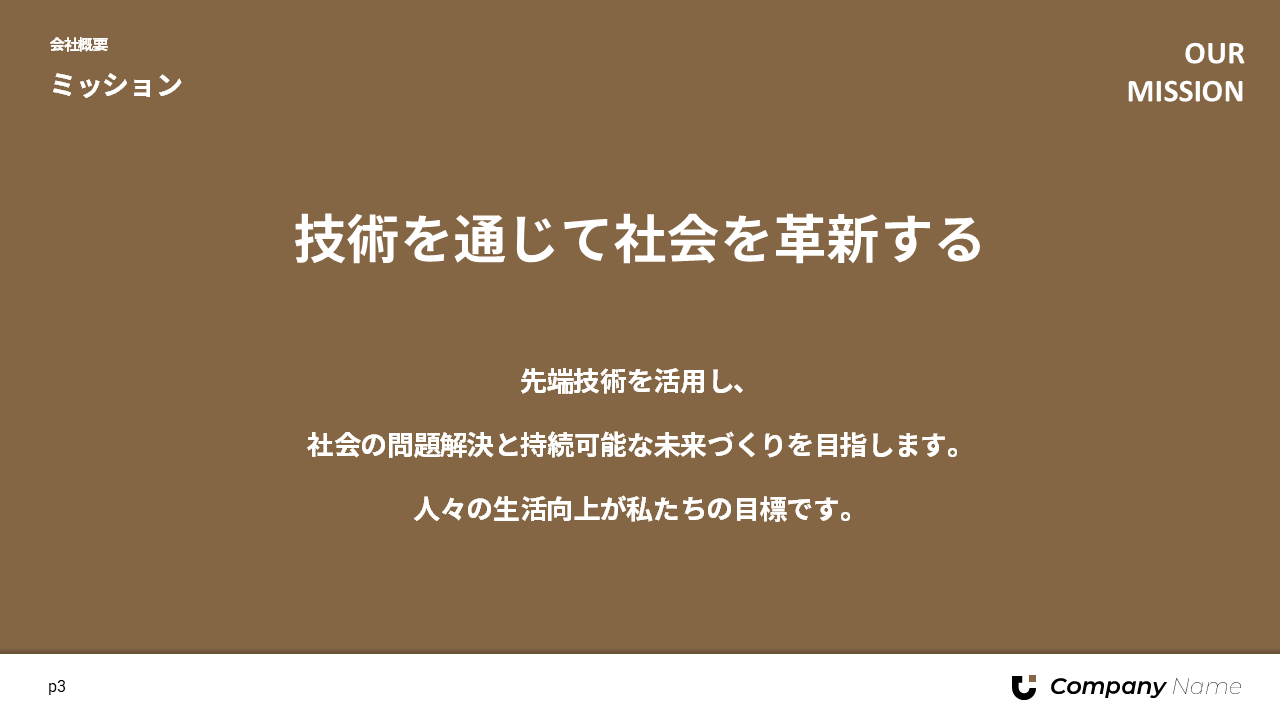 会社概要
ミッション
OUR
MISSION
技術を通じて社会を革新する
先端技術を活用し、
社会の問題解決と持続可能な未来づくりを目指します。
人々の生活向上が私たちの目標です。
p3
Company Name